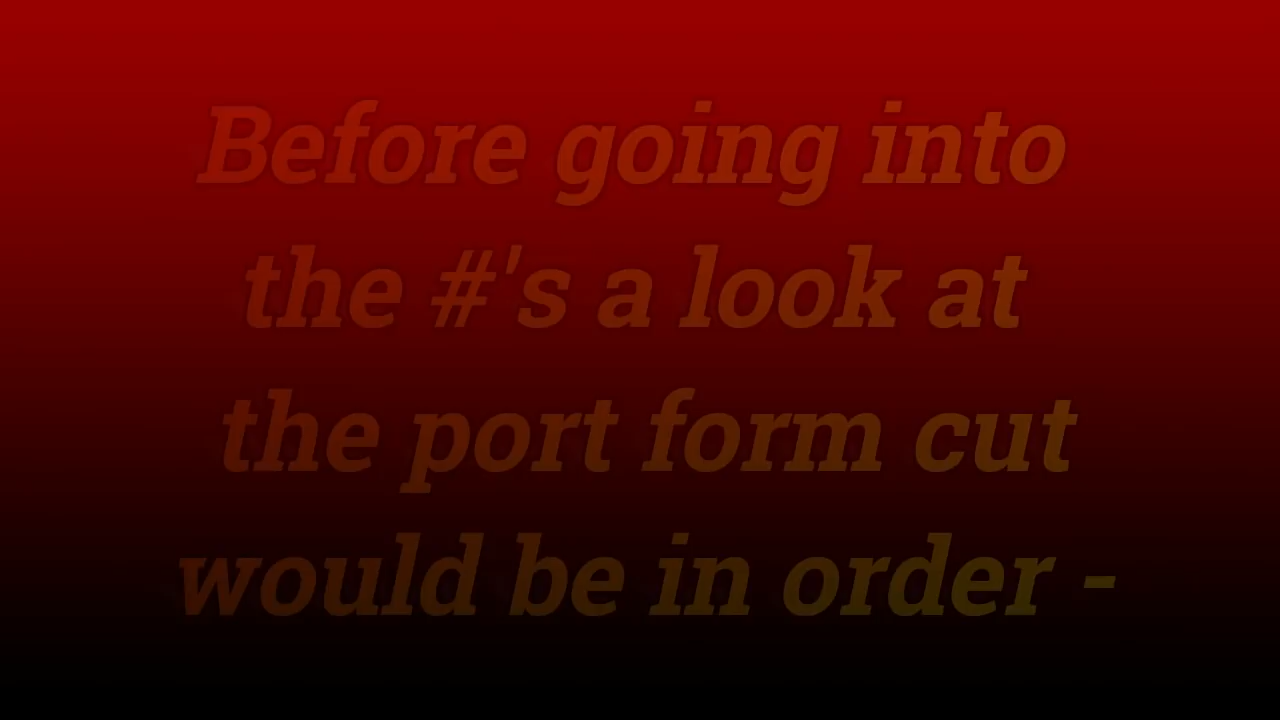 Before going into
the #'s a look at
the port form cut
would be in order -